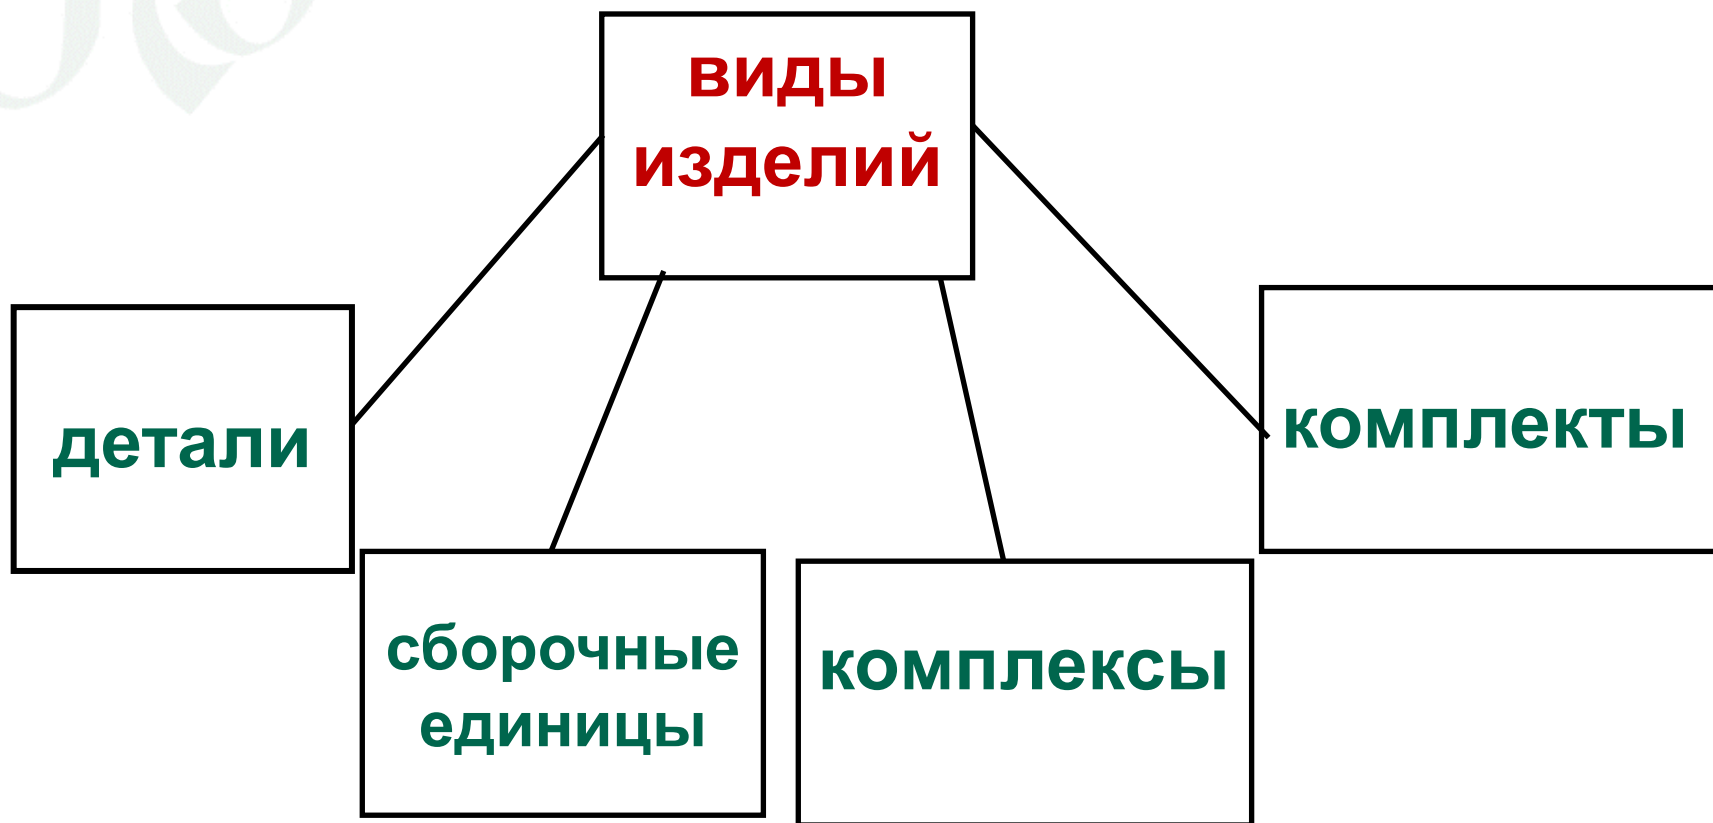 виды
изделий
детали
комплекты
сборочные
единицы
комплексы